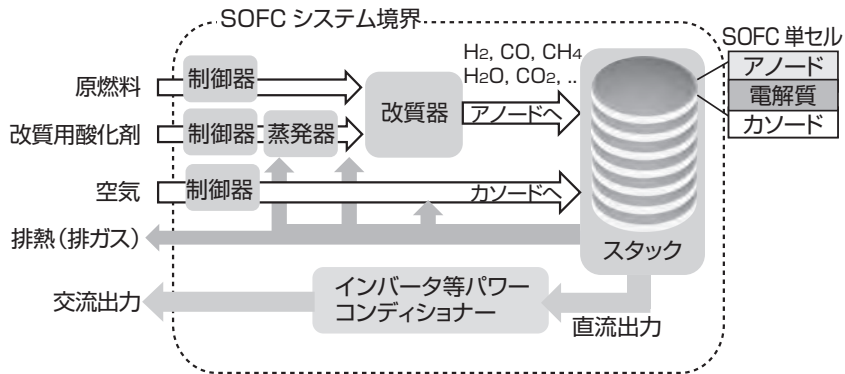 SOFC システム境界
SOFC 単セル
アノード
電解質
カソード
H2, CO, CH4
H2O, CO2, ..
原燃料
制御器
改質器
アノードへ
改質用酸化剤
制御器
蒸発器
空気
制御器
カソードへ
排熱(排ガス)
スタック
交流出力
インバータ等パワー
コンディショナー
直流出力